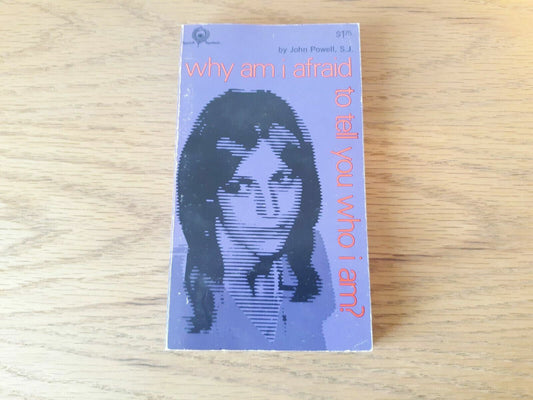 $1.75
by John Powell, S.J.
why am i afraid
to tell you who i am?